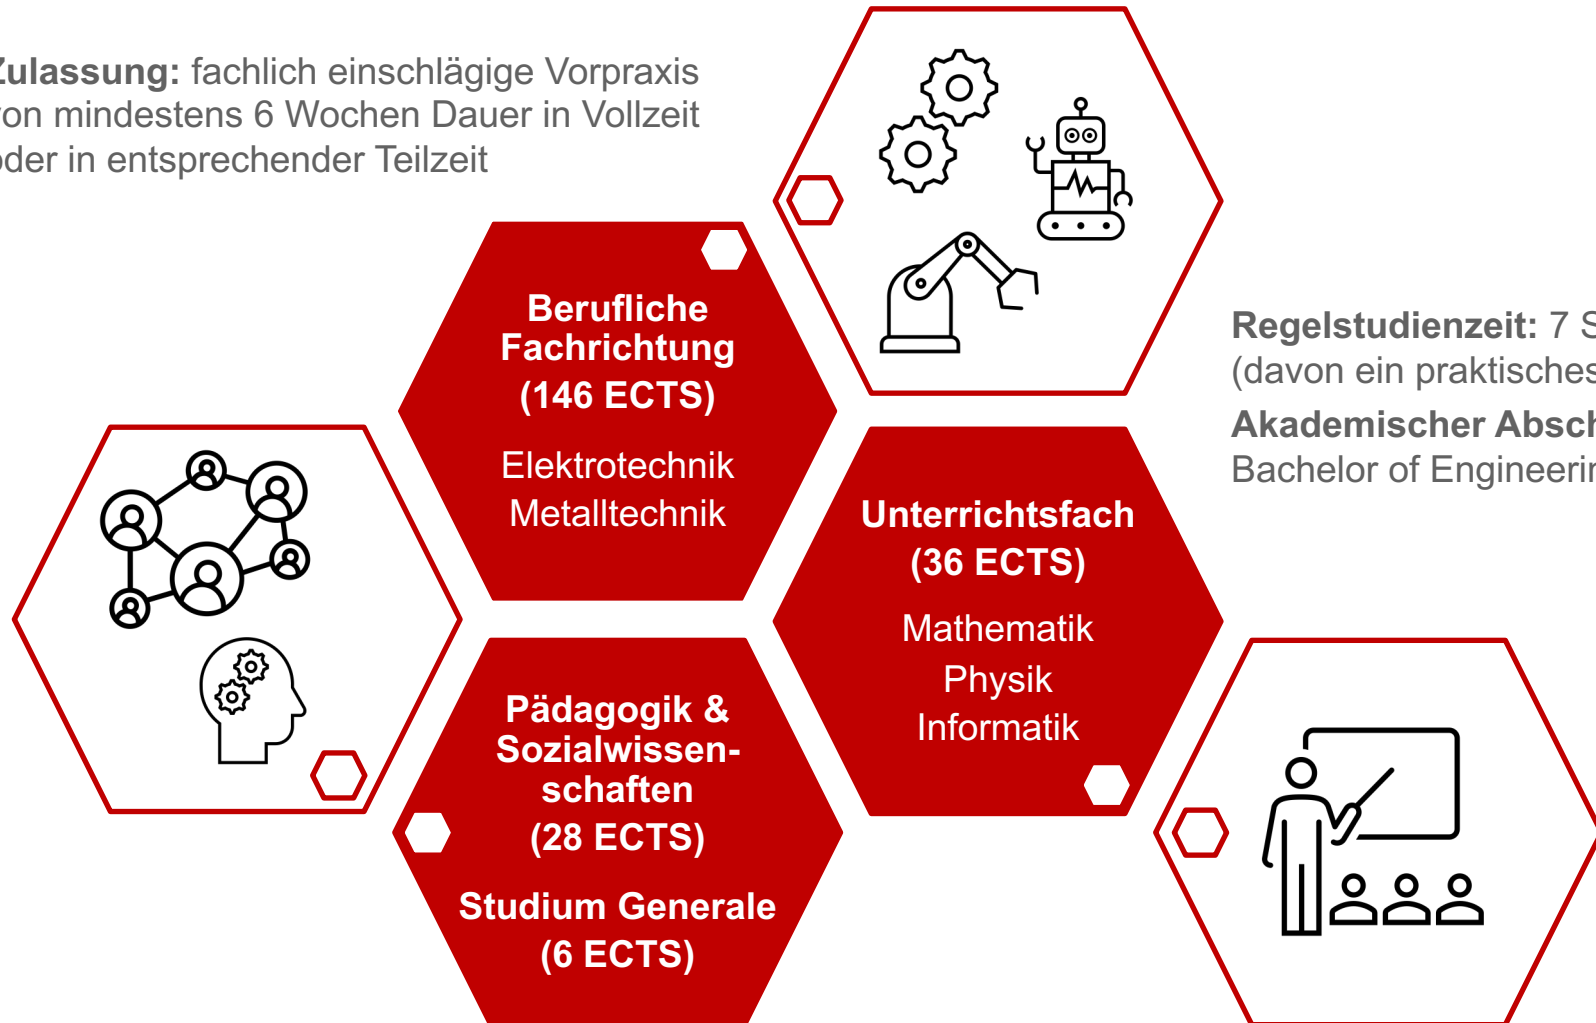 Zulassung: fachlich einschlägige Vorpraxis
von mindestens 6 Wochen Dauer in Vollzeit
oder in entsprechender Teilzeit
Berufliche
Fachrichtung
(146 ECTS)
Elektrotechnik
Metalltechnik
Regelstudienzeit: 7
(davon ein praktisches
Akademischer
Bachelor of
Unterrichtsfach
(36 ECTS)
Mathematik
Physik
Informatik
Pädagogik &
Sozialwissen-
schaften
(28 ECTS)
Studium Generale
(6 ECTS)